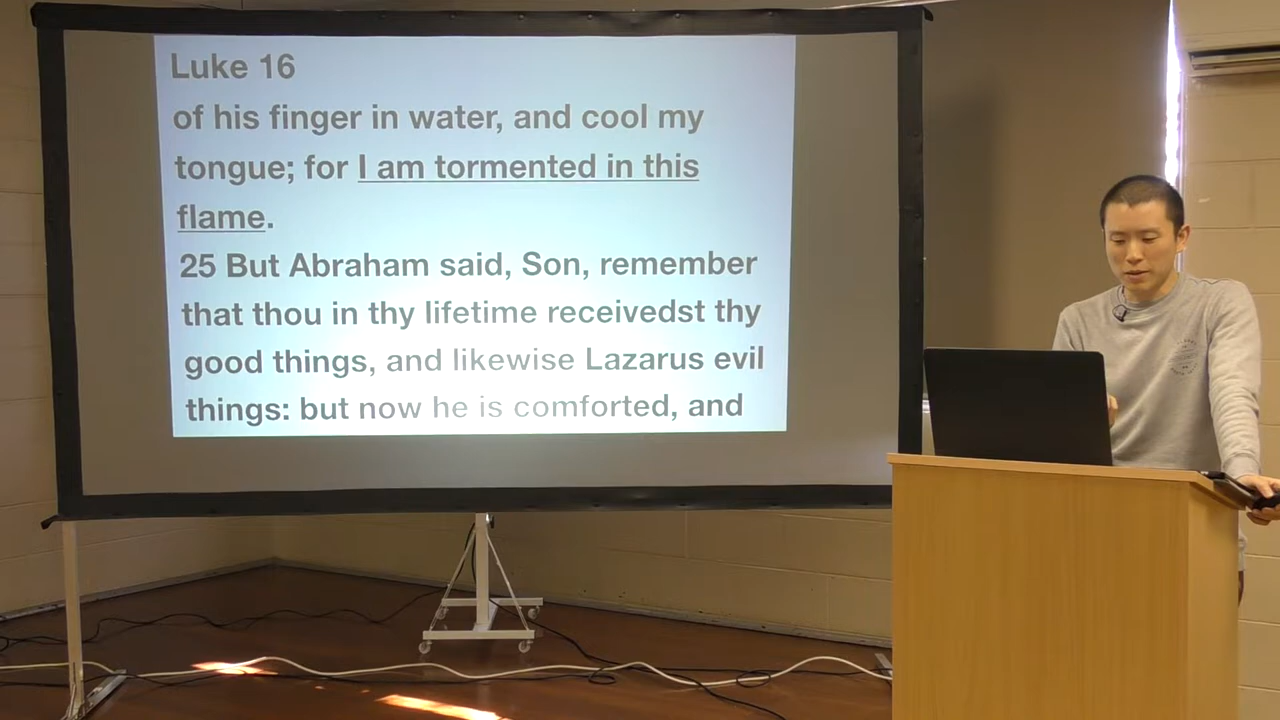 Luke 16
of his finger in water, and cool my
tongue; for I am tormented in this
flame.
25 But Abraham said, Son, remember
that thou in thy lifetime receivedst thy
good things, and likewise Lazarus evil
things: but now he is comforted, and